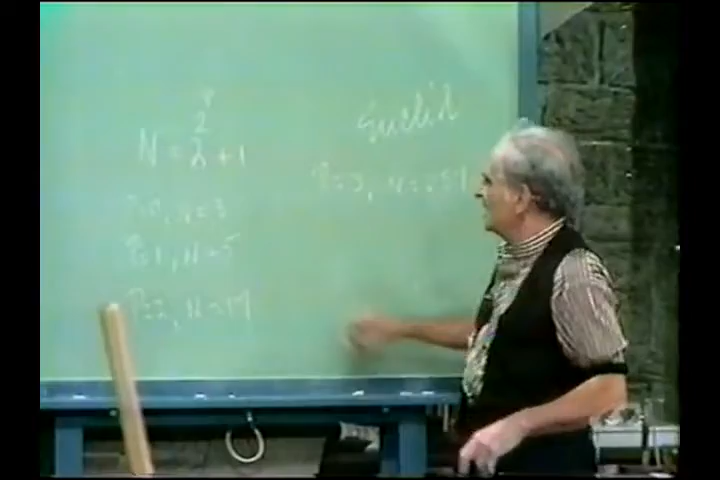 Euclid
N = 2^2^P + 1
P=0, N=3
P=1, N=5
P=2, N=17
P=3, N=257